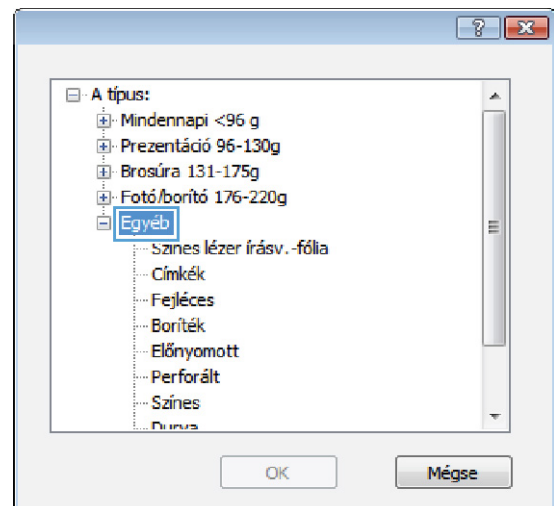 A típus:
Mindennapi <96 g
Prezentáció 96-130g
Brosúra 131-175g
Fotó/borító 176-220g
Egyéb
Színes lézer írásv.-fólia
Címkék
Fejléces
Boríték
Előnyomott
Perforált
Színes
Durva
OK Mégse